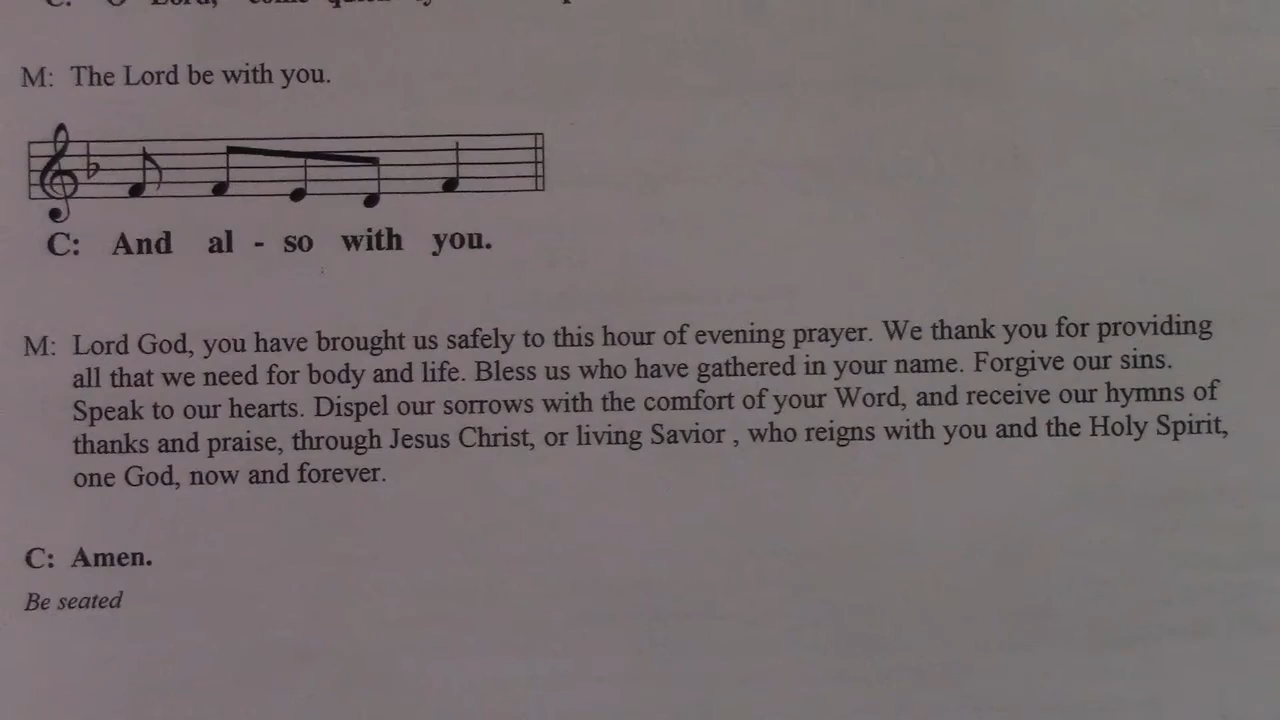 C: O Lord, come
M: The Lord be with you.
C: And al - so with you.
M: Lord God, you have brought us safely to this hour of evening prayer. We thank you for providing
all that we need for body and life. Bless us who have gathered in your name. Forgive our sins.
Speak to our hearts. Dispel our sorrows with the comfort of your Word, and receive our hymns of
thanks and praise, through Jesus Christ, or living Savior , who reigns with you and the Holy Spirit,
one God, now and forever.
C: Amen.
Be seated